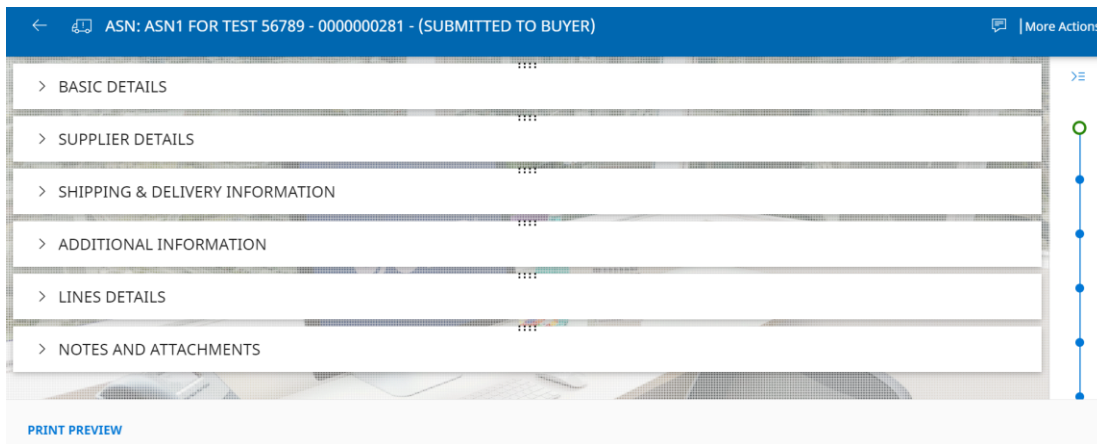 ASN: ASN1 FOR TEST 56789 - 0000000281 - (SUBMITTED TO BUYER)
More Actions
BASIC DETAILS
SUPPLIER DETAILS
SHIPPING & DELIVERY INFORMATION
ADDITIONAL INFORMATION
LINES DETAILS
NOTES AND ATTACHMENTS
PRINT PREVIEW